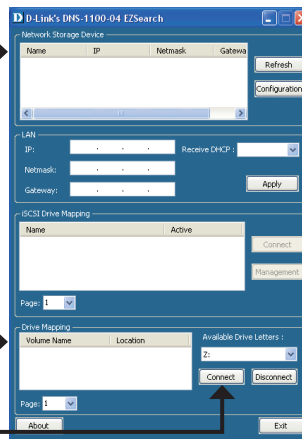 D-Link's DNS-1100-04 EZSearch
Network Storage Device
Name IP Netmask Gatewa
Refresh
Configuration
LAN
IP: . . . Receive DHCP :
Netmask: . . .
Gateway: . . . Apply
iSCSI Drive Mapping
Name Active
Connect
Management
Page: 1
Drive Mapping
Volume Name Location Available Drive Letters :
Z:
Connect Disconnect
Page: 1
About Exit